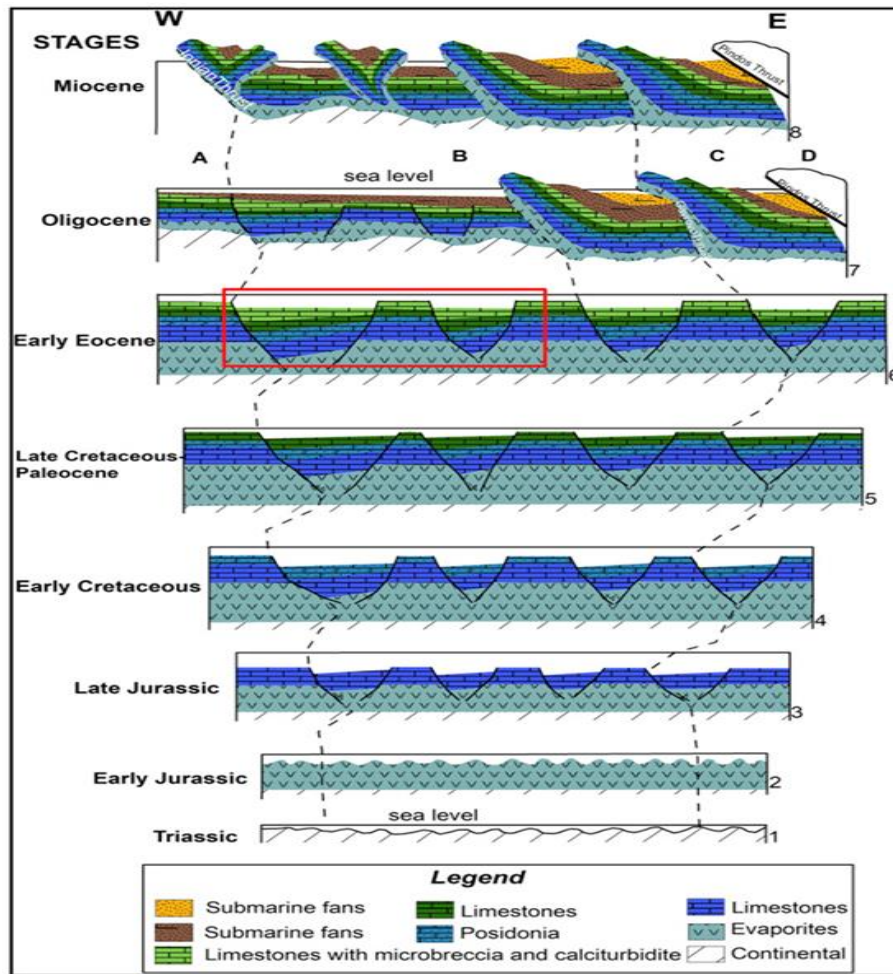 W E
STAGES
Pindos Thrust
Ionian Thrust
Miocene
8
A B C D
sea level
Pindos Thrust
Oligocene
7
Early Eocene
6
Late Cretaceous-
Paleocene
5
Early Cretaceous
4
Late Jurassic
3
Early Jurassic
2
sea level
Triassic
1
Legend
Submarine fans Limestones Limestones
Submarine fans Posidonia Evaporites
Limestones with microbreccia and calciturbidite Continental